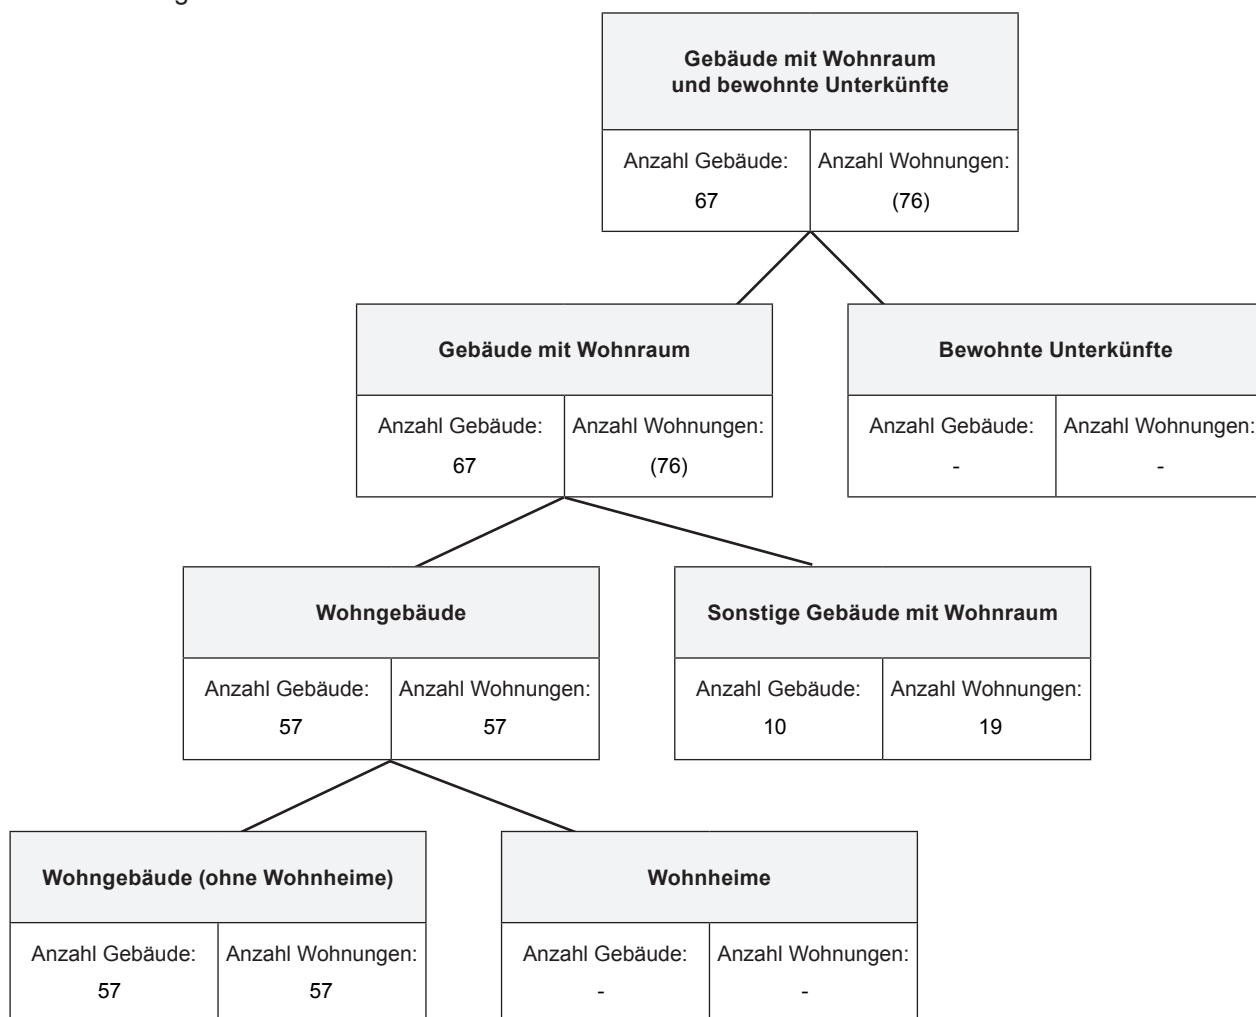 Gebäude mit Wohnraum
und bewohnte Unterkünfte
Anzahl Gebäude: Anzahl Wohnungen:
67 (76)
Gebäude mit Wohnraum
Bewohnte Unterkünfte
Anzahl Gebäude: Anzahl Wohnungen:
67 (76)
Anzahl Gebäude: Anzahl Wohnungen:
- -
Wohngebäude
Sonstige Gebäude mit Wohnraum
Anzahl Gebäude: Anzahl Wohnungen:
57 57
Anzahl Gebäude: Anzahl Wohnungen:
10 19
Wohngebäude (ohne Wohnheime)
Wohnheime
Anzahl Gebäude: Anzahl Wohnungen:
57 57
Anzahl Gebäude: Anzahl Wohnungen:
- -